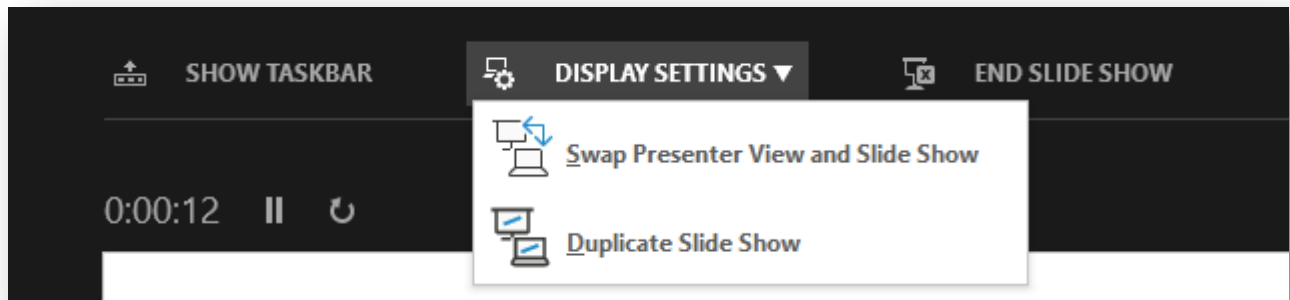 SHOW TASKBAR
DISPLAY SETTINGS ▼
END SLIDE SHOW
Swap Presenter View and Slide Show
0:00:12
Duplicate Slide Show